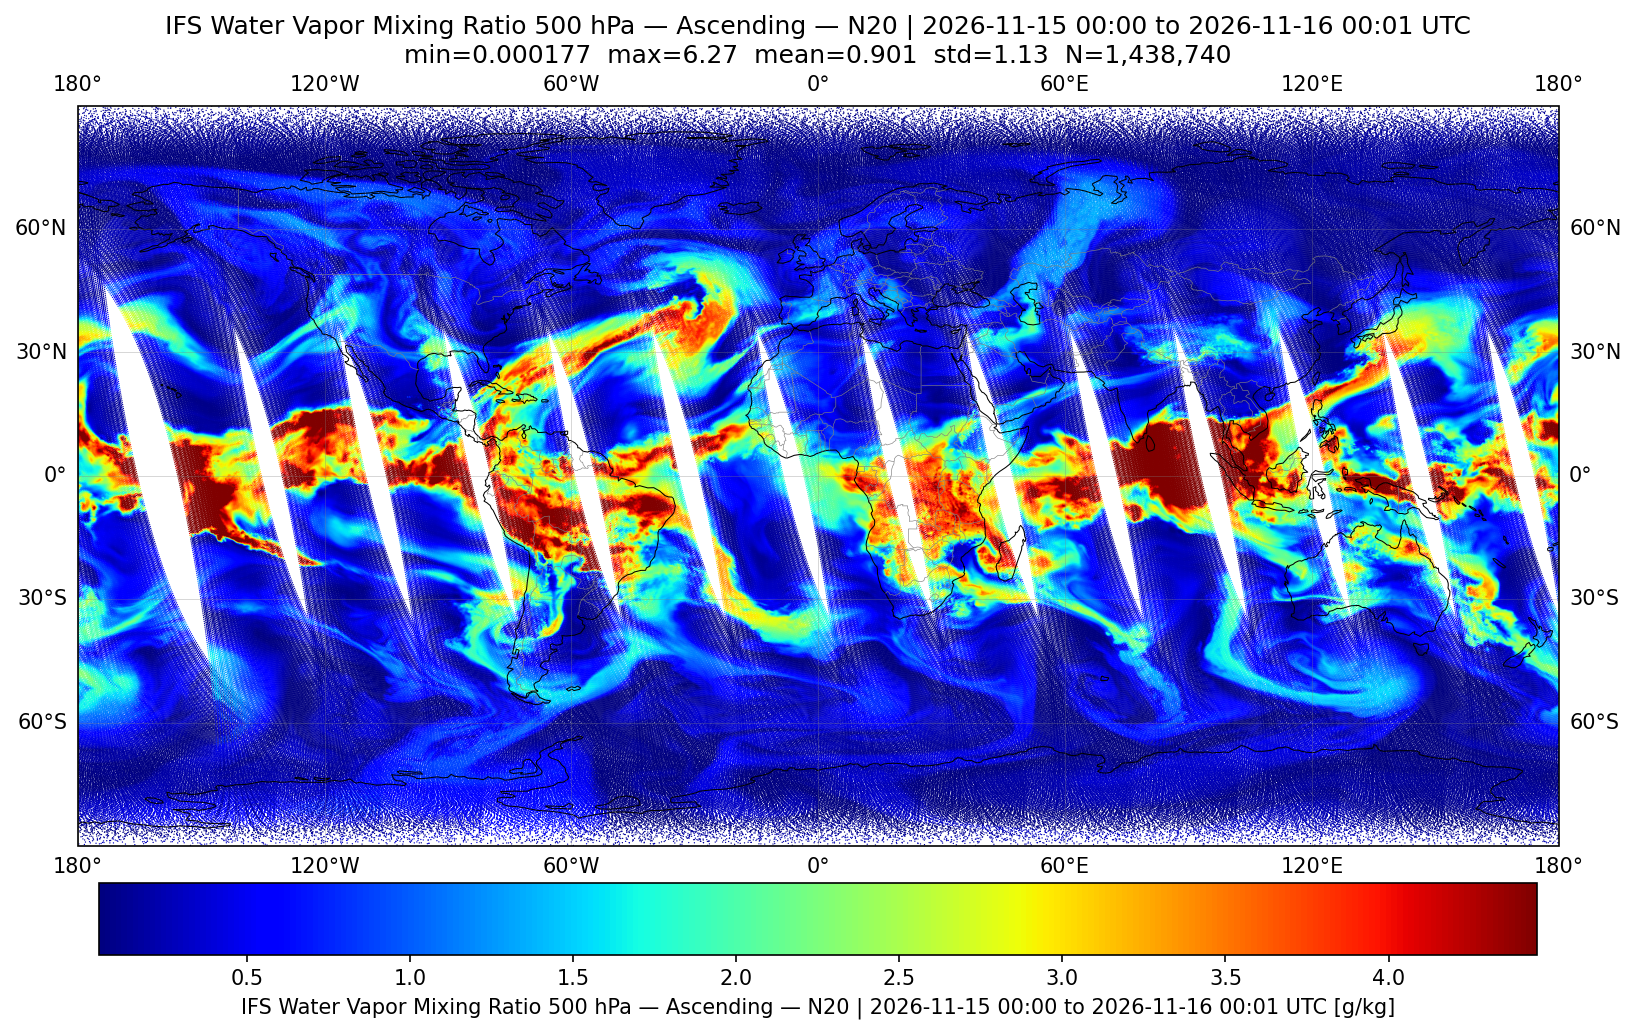 IFS Water Vapor Mixing Ratio 500 hPa — Ascending — N20 | 2026-11-15 00:00 to 2026-11-16 00:01 UTC
min=0.000177 max=6.27 mean=0.901 std=1.13 N=1,438,740
180° 120°W 60°W 0° 60°E 120°E 180°
60°N 60°N
30°N 30°N
0° 0°
30°S 30°S
60°S 60°S
180° 120°W 60°W 0° 60°E 120°E 180°
0.5 1.0 1.5 2.0 2.5 3.0 3.5 4.0
IFS Water Vapor Mixing Ratio 500 hPa — Ascending — N20 | 2026-11-15 00:00 to 2026-11-16 00:01 UTC [g/kg]